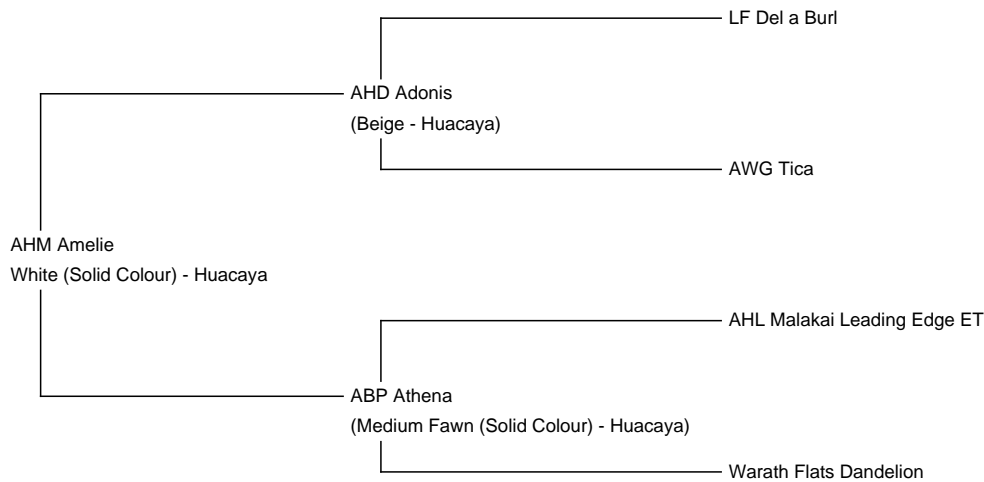 LF Del a Burl
AHD Adonis
(Beige - Huacaya)
AWG Tica
AHM Amelie
White (Solid Colour) - Huacaya
AHL Malakai Leading Edge ET
ABP Athena
(Medium Fawn (Solid Colour) - Huacaya)
Warath Flats Dandelion